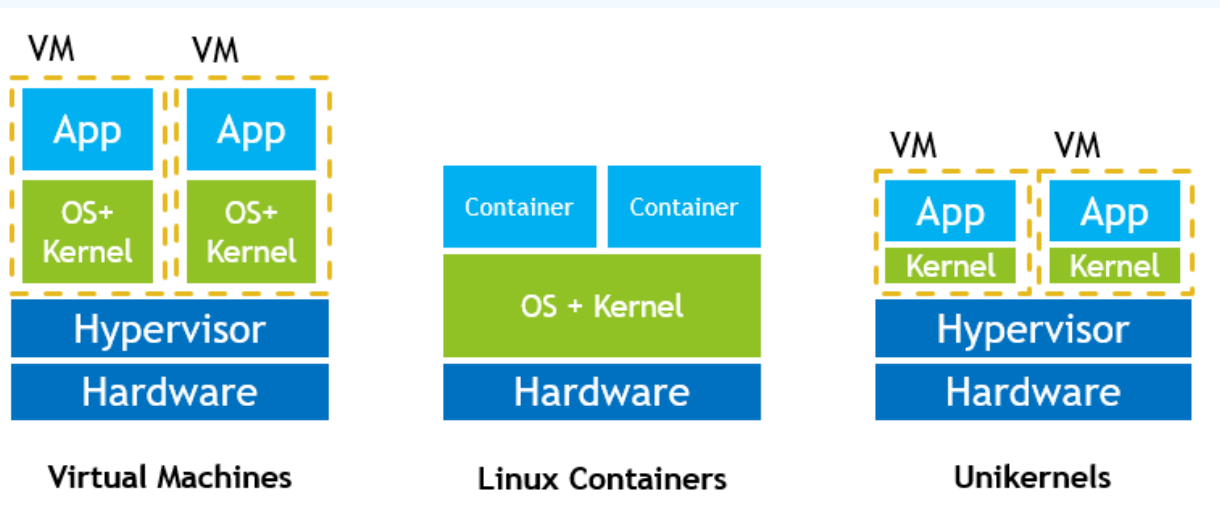 VM
VM
App
App
OS+
Kernel
OS+
Kernel
Hypervisor
Hardware
Virtual Machines
Container
Container
OS + Kernel
Hardware
Linux Containers
VM
VM
App
App
Kernel
Kernel
Hypervisor
Hardware
Unikernels